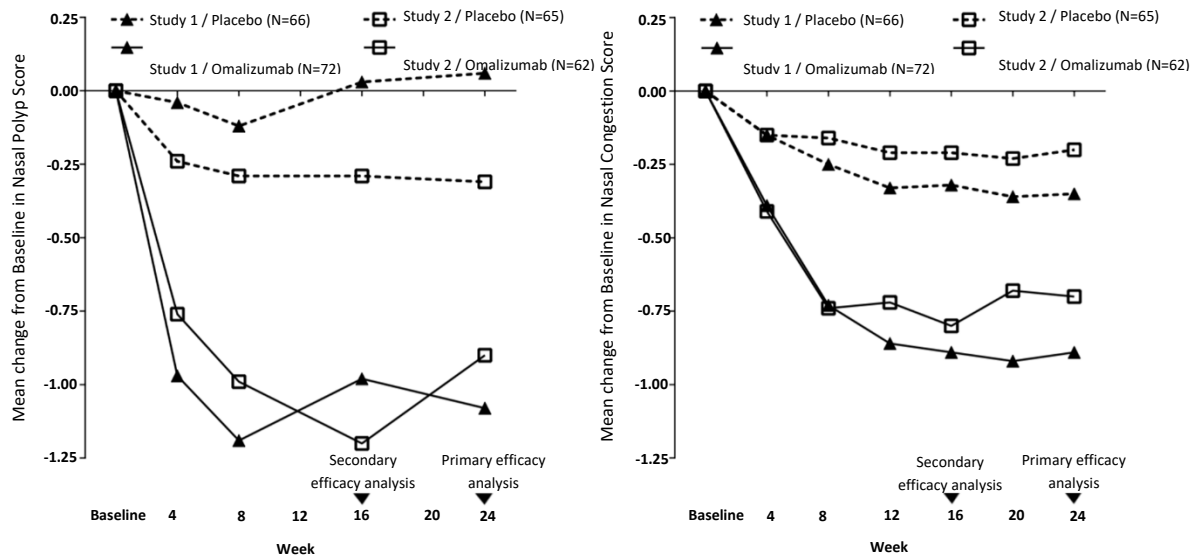 Mean change from Baseline in Nasal Polyp Score
0.25
0.00
-0.25
-0.50
-0.75
-1.00
-1.25
Study 1 / Placebo (N=66)
Study 2 / Placebo (N=65)
Study 1 / Omalizumab (N=72)
Study 2 / Omalizumab (N=62)
Secondary
efficacy analysis
Primary efficacy
analysis
Baseline 4 8 12 16 20 24
Week
Mean change from Baseline in Nasal Congestion Score
0.25
0.00
-0.25
-0.50
-0.75
-1.00
-1.25
Study 1 / Placebo (N=66)
Study 2 / Placebo (N=65)
Study 1 / Omalizumab (N=72)
Study 2 / Omalizumab (N=62)
Secondary
efficacy analysis
Primary efficacy
analysis
Baseline 4 8 12 16 20 24
Week